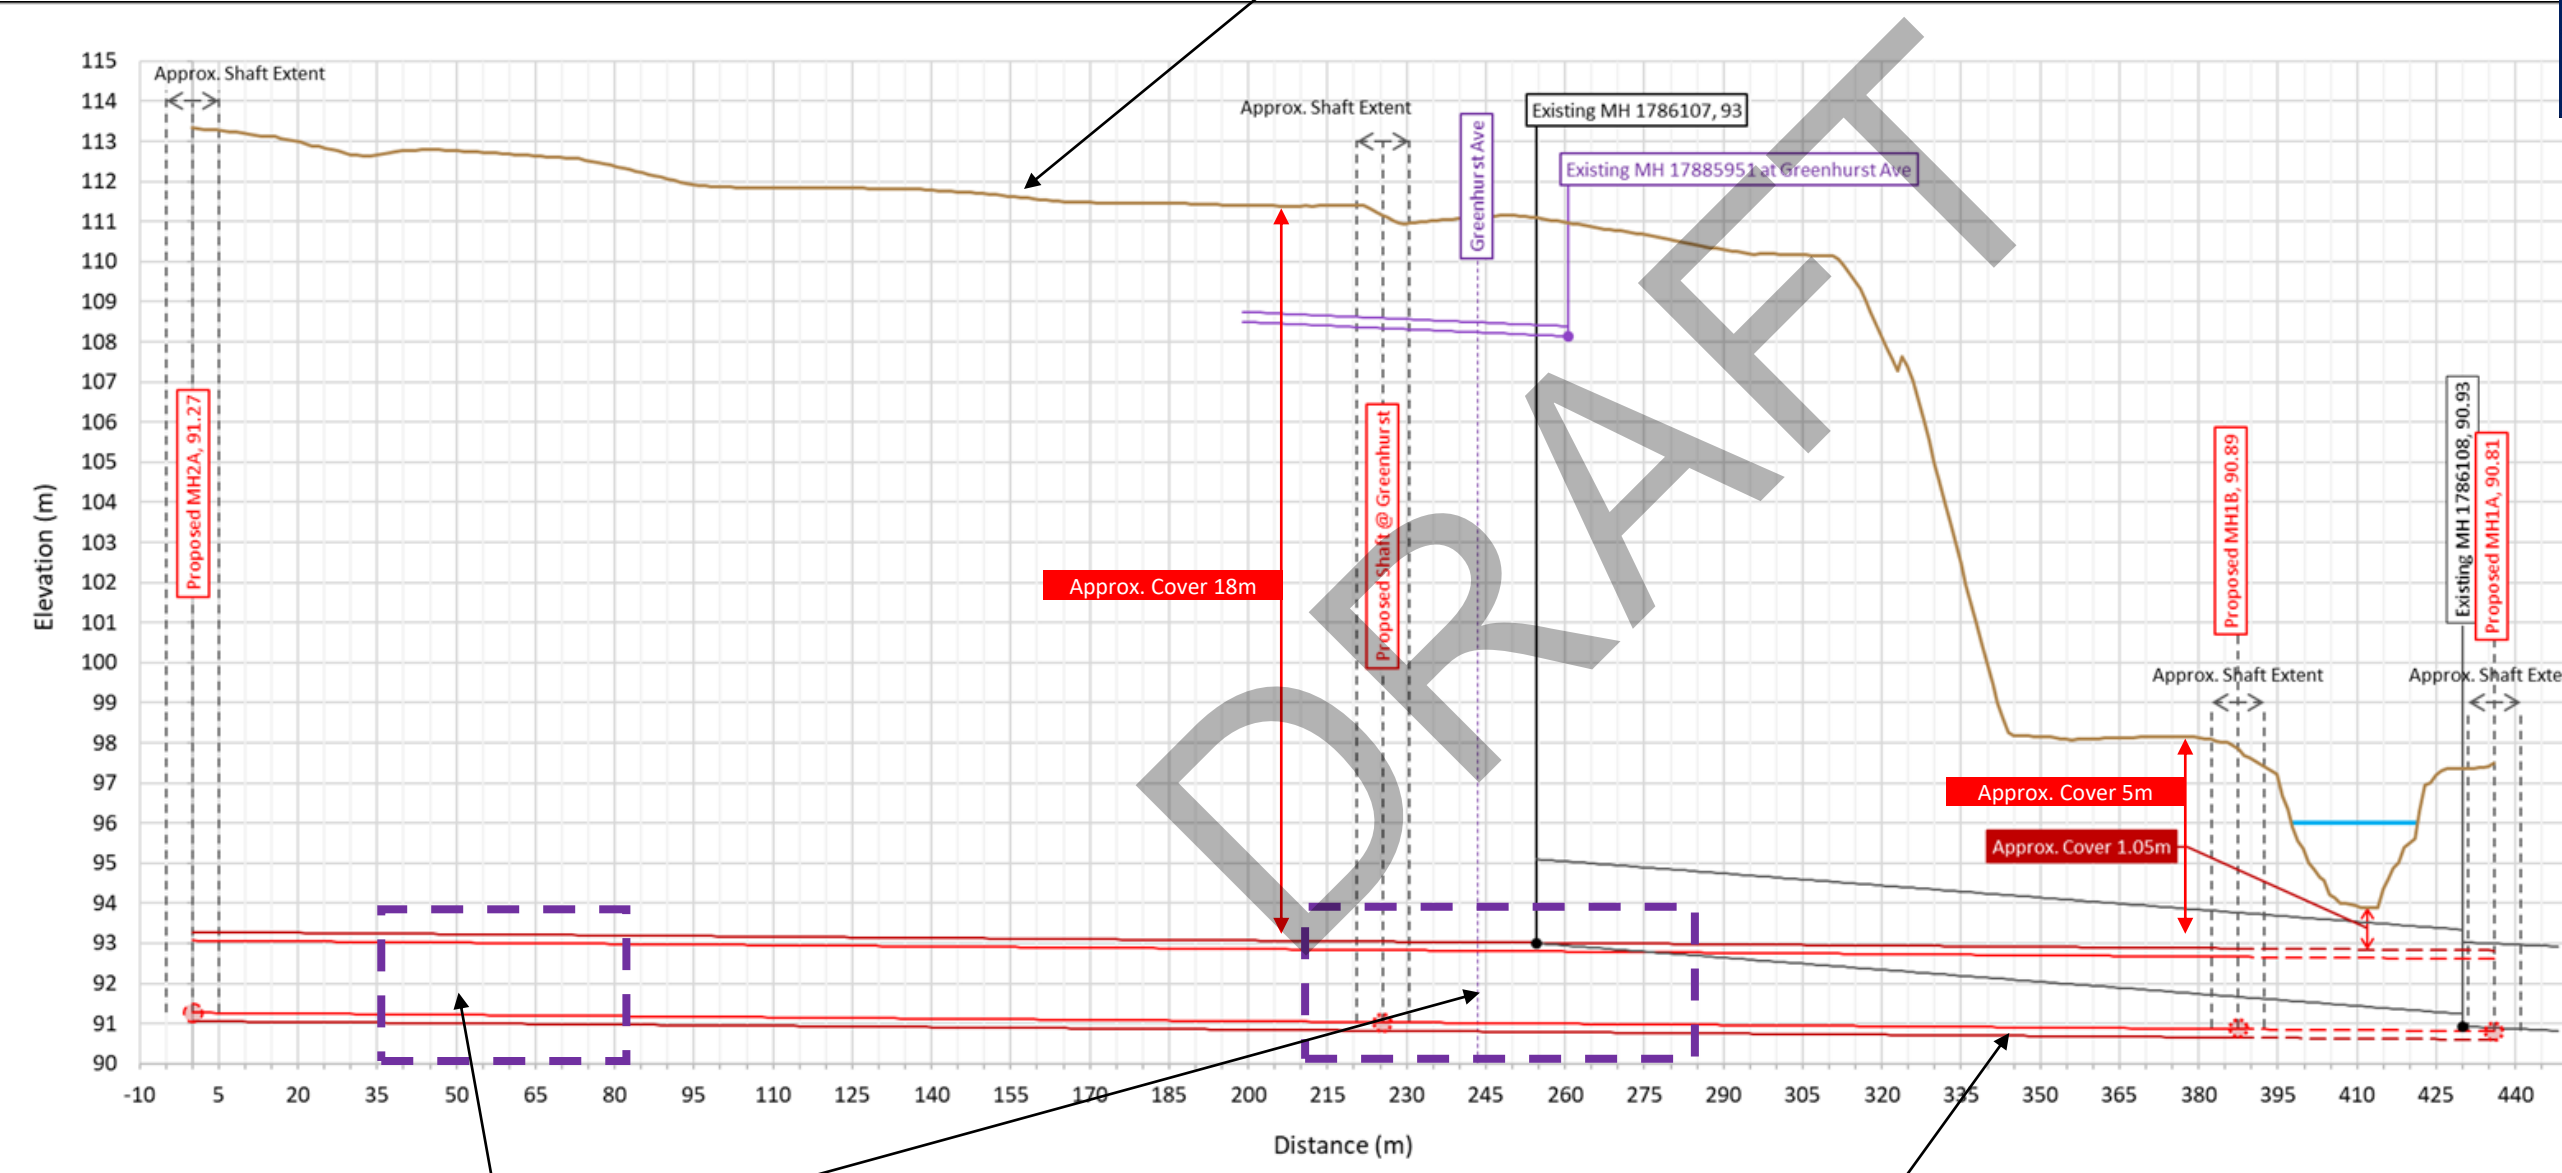 Approx. Shaft Extent
Approx. Shaft Extent
Existing MH 1786107, 93
Greenhurst Ave
Existing MH 17885951 at Greenhurst Ave
Proposed MH2A, 91.27
Approx. Cover 18m
Proposed Shaft @ Greenhurst
DRAFT
Proposed MH1B, 90.89
Existing MH 1786108, 90.93
Proposed MH1A, 90.81
Approx. Shaft Extent
Approx. Shaft Exte
Approx. Cover 5m
Approx. Cover 1.05m
Elevation (m)
115
114
113
112
111
110
109
108
107
106
105
104
103
102
101
100
99
98
97
96
95
94
93
92
91
90
-10 5 20 35 50 65 80 95 110 125 140 155 170 185 200 215 230 245 260 275 290 305 320 335 350 365 380 395 410 425 440
Distance (m)